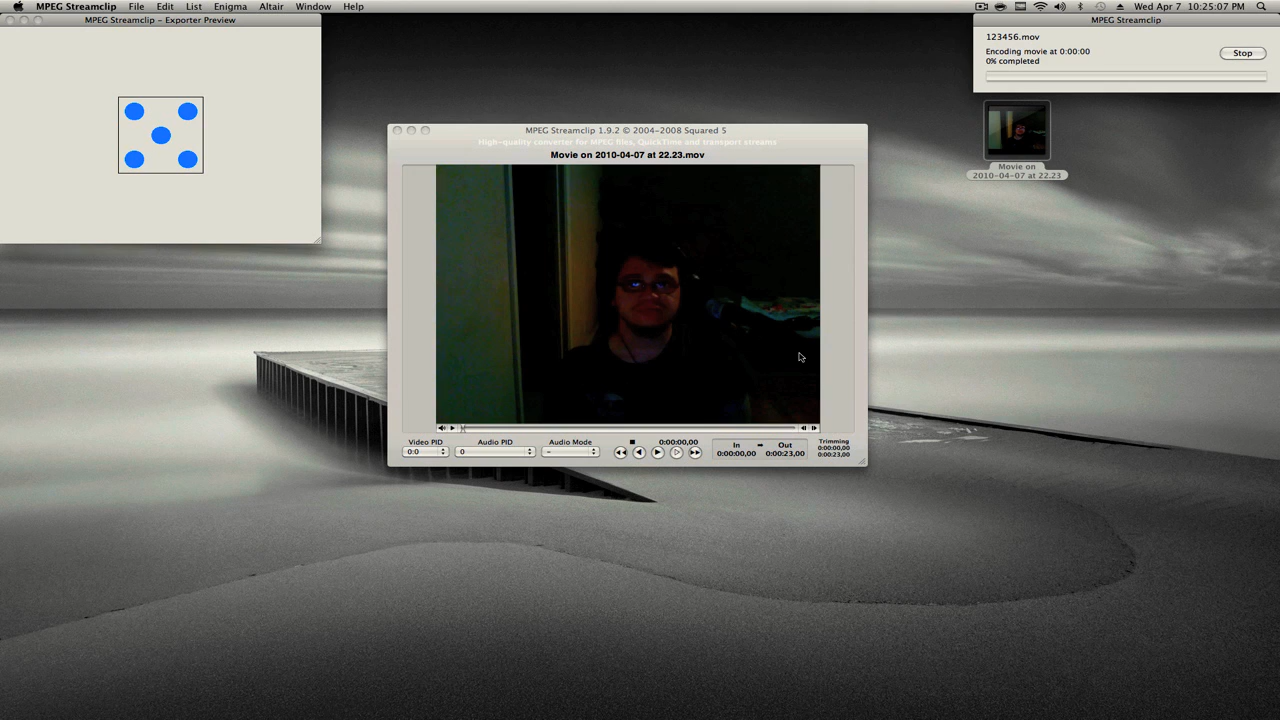 MPEG Streamclip File Edit List Enigma Altair Window Help Wed Apr 7 10:25:07 PM
MPEG Streamclip – Exporter Preview
MPEG Streamclip
123456.mov
Encoding movie at 0:00:00
0% completed
Stop
Movie on
2010-04-07 at 22.23
MPEG Streamclip 1.9.2 © 2004-2008 Squared 5
High-quality converter for MPEG files, QuickTime and transport streams
Movie on 2010-04-07 at 22.23.mov
Video PID Audio PID Audio Mode 0:00:00,00 In Out Trimming
0:0 0 – 0:00:00,00 0:00:23,00 0:00:00,00
0:00:23,00